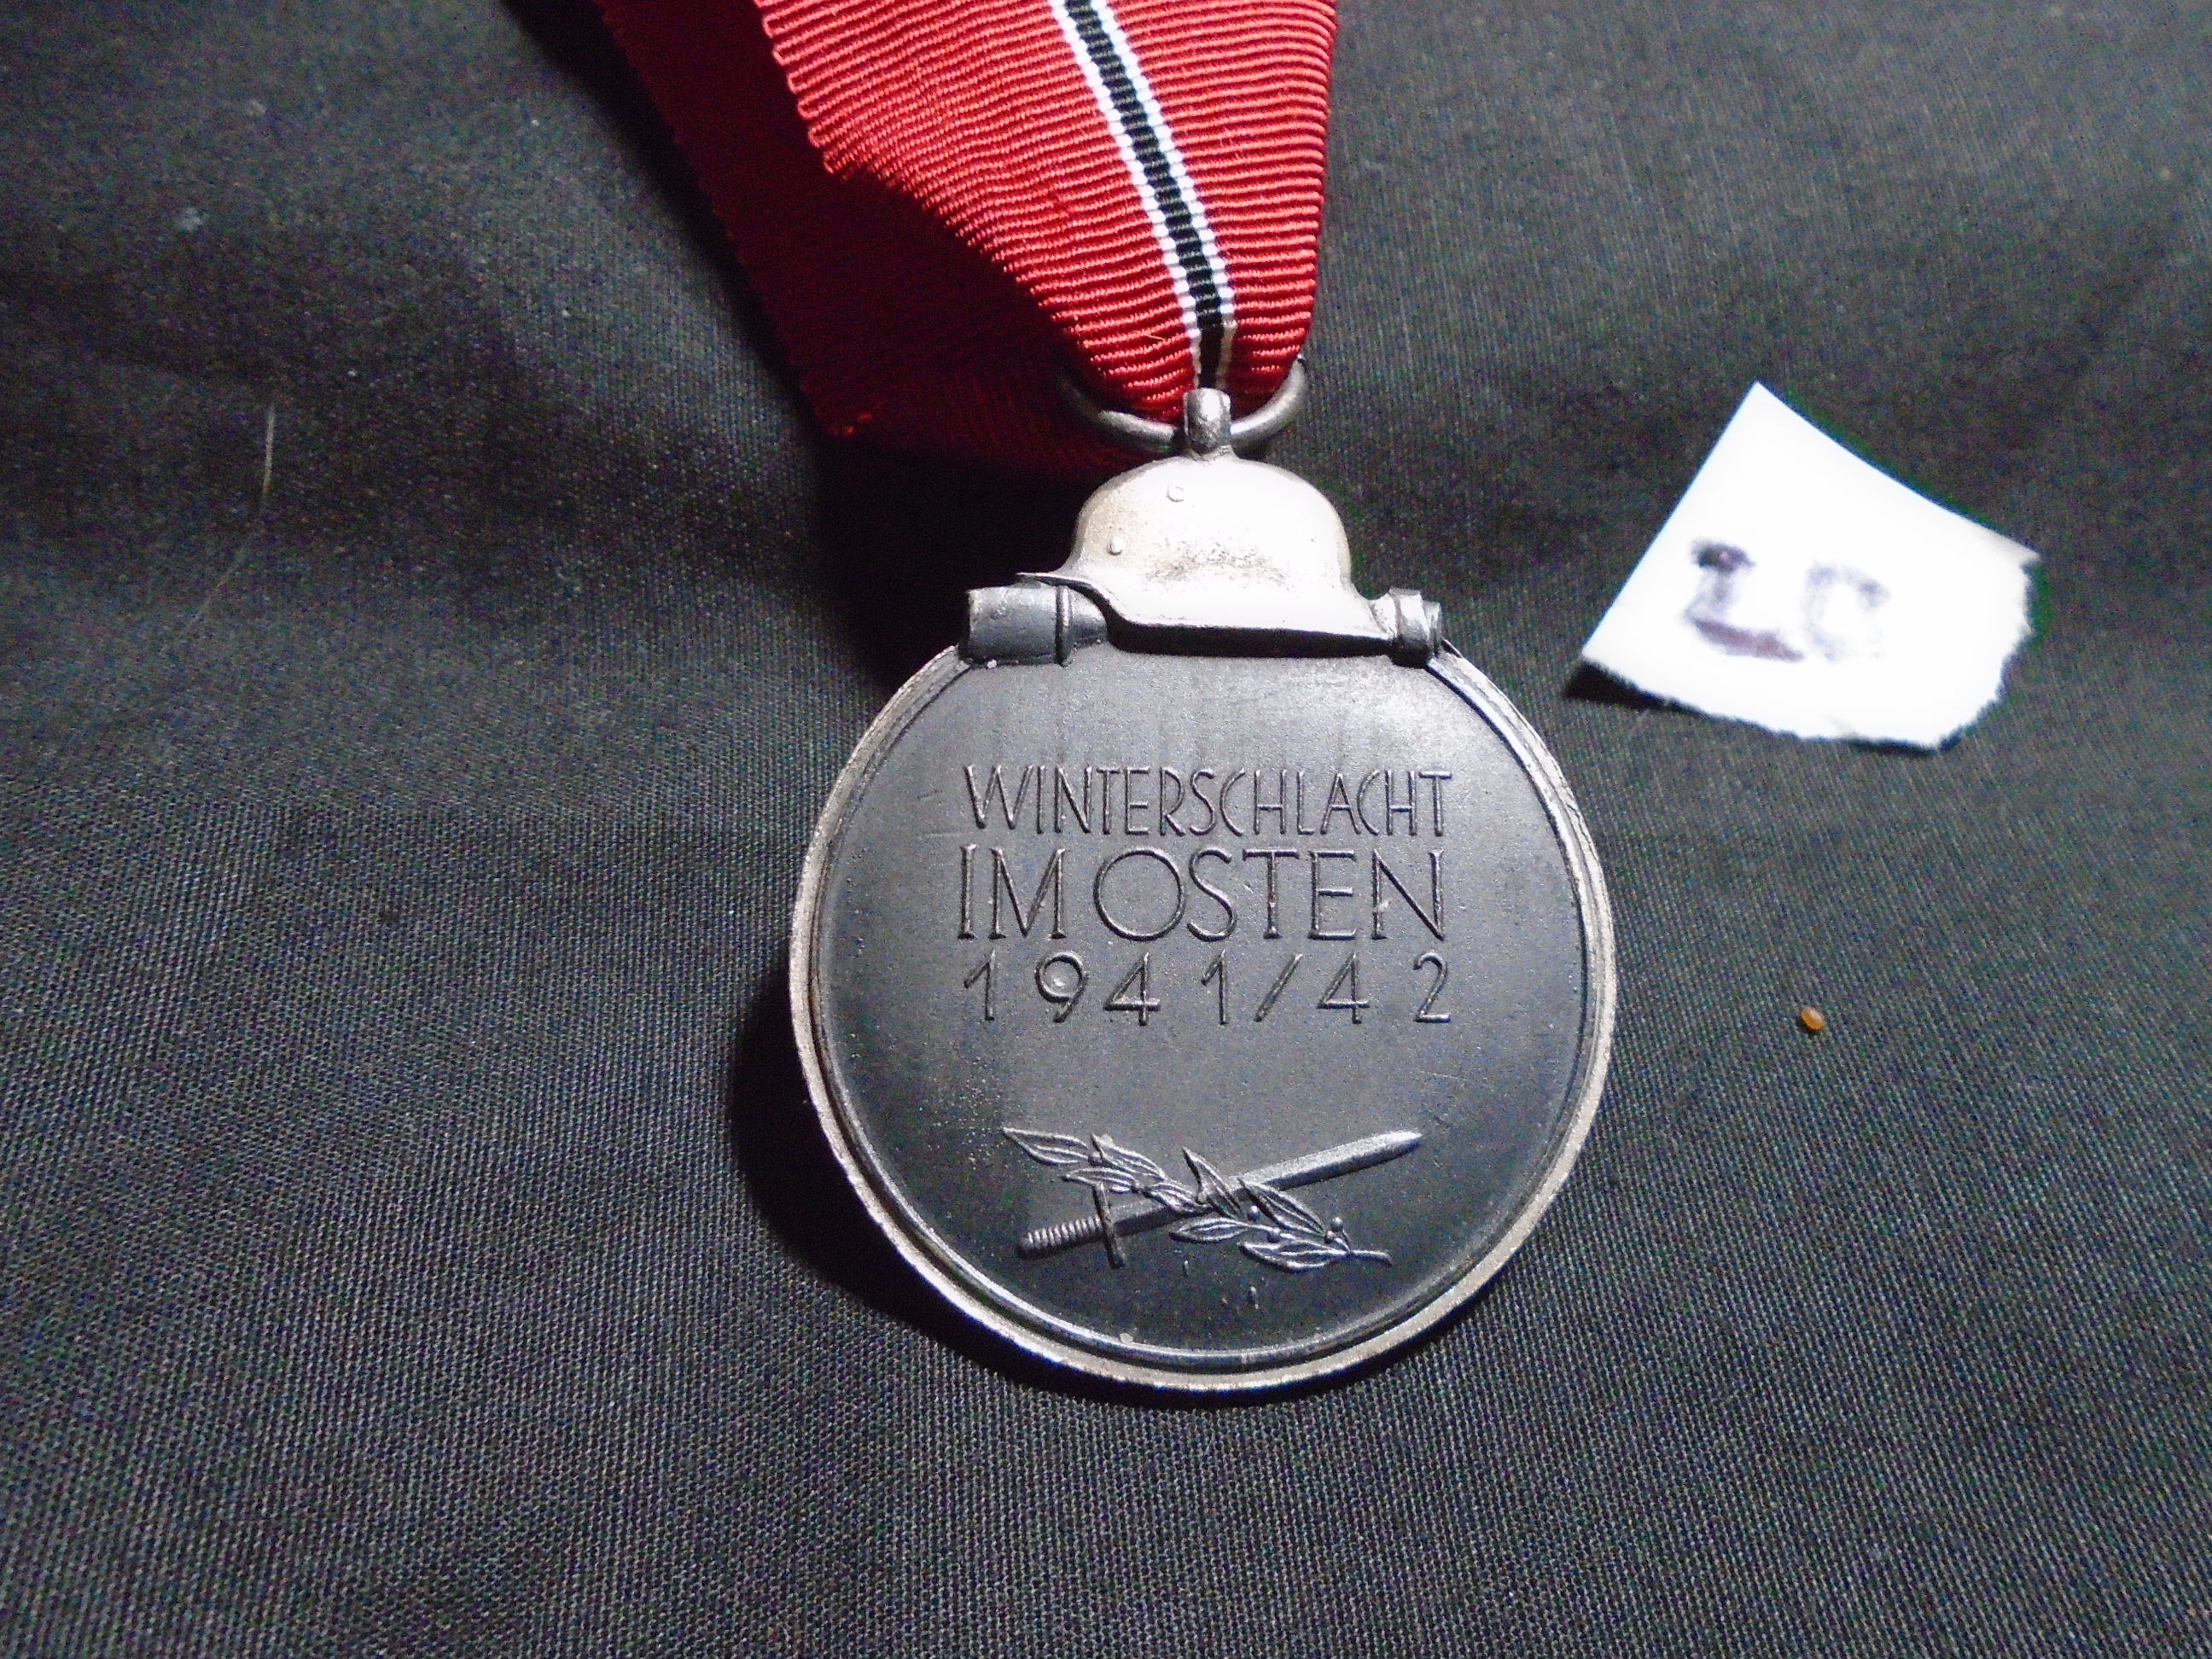 WINTERSCHLACHT
IM OSTEN
1941/42